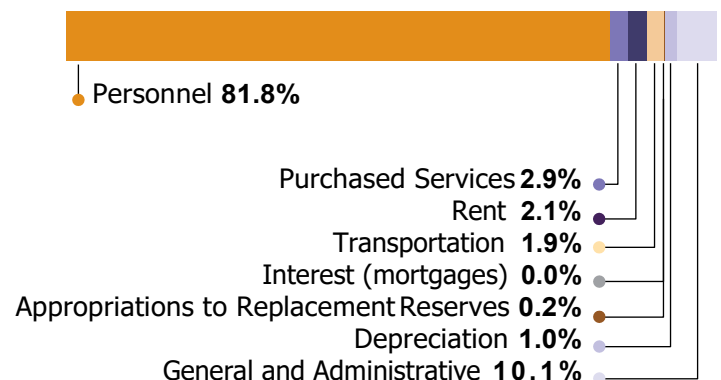 Personnel 81.8%
Purchased Services 2.9%
Rent 2.1%
Transportation 1.9%
Interest (mortgages) 0.0%
Appropriations to Replacement Reserves 0.2%
Depreciation 1.0%
General and Administrative 10.1%